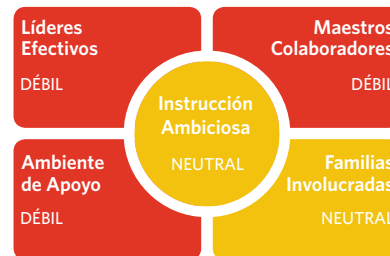 Líderes
Efectivos
DÉBIL
Maestros
Colaboradores
DÉBIL
Instrucción
Ambiciosa
NEUTRAL
Ambiente
de Apoyo
DÉBIL
Familias
Involucradas
NEUTRAL